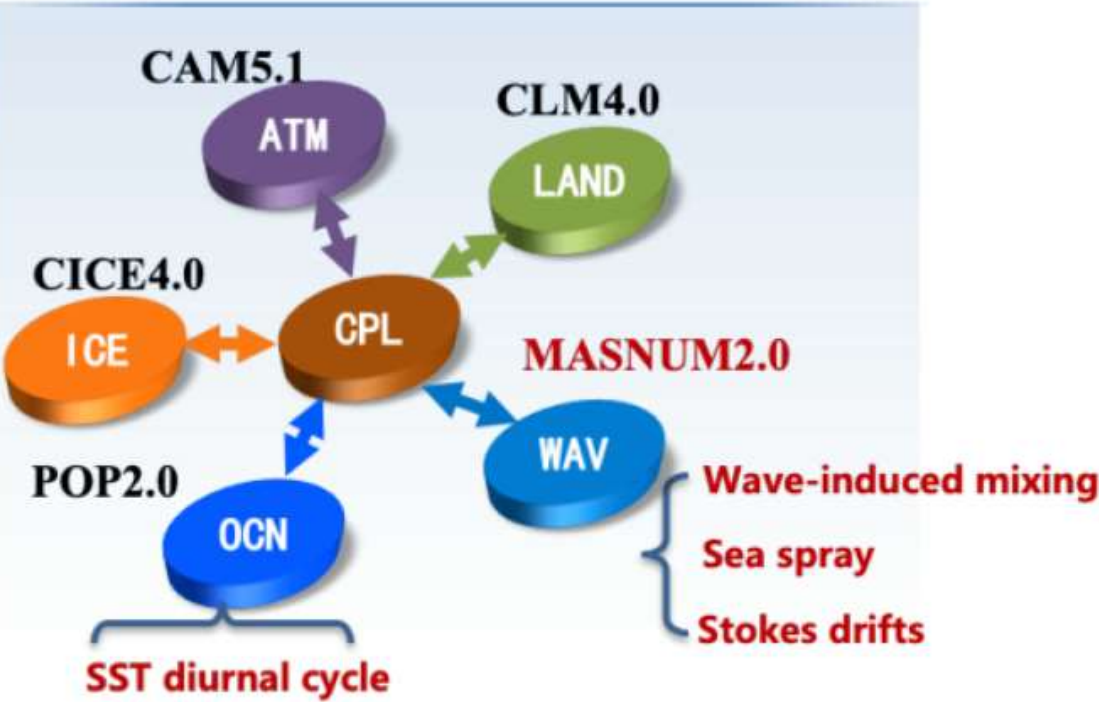 CAM5.1
ATM
CLM4.0
LAND
CICE4.0
ICE
CPL
MASNUM2.0
WAV
POP2.0
OCN
Wave-induced mixing
Sea spray
Stokes drifts
SST diurnal cycle